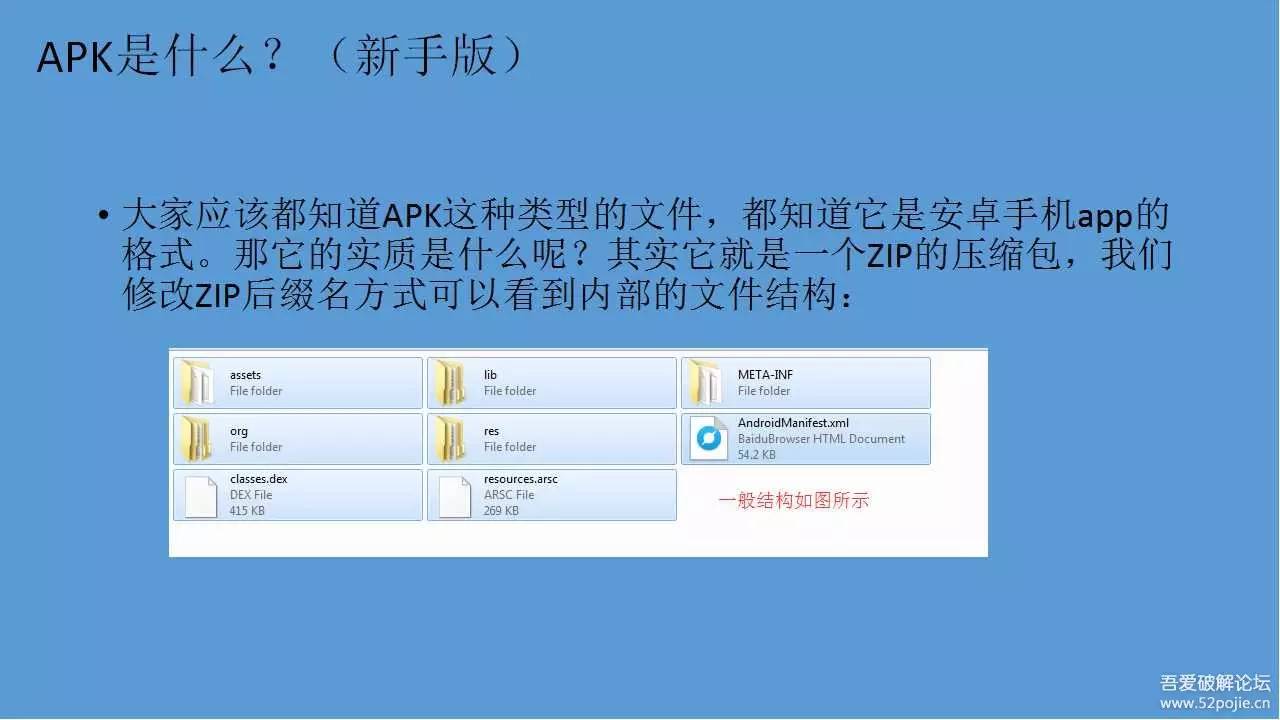 APK是什么？（新手版）
• 大家应该都知道APK这种类型的文件，都知道它是安卓手机app的
格式。那它的实质是什么呢？其实它就是一个ZIP的压缩包，我们
修改ZIP后缀名方式可以看到内部的文件结构：
assets
File folder
lib
File folder
META-INF
File folder
org
File folder
res
File folder
AndroidManifest.xml
BaiduBrowser HTML Document
54.2 KB
classes.dex
DEX File
415 KB
resources.arsc
ARSC File
269 KB
一般结构如图所示
吾爱破解论坛
www.52pojie.cn